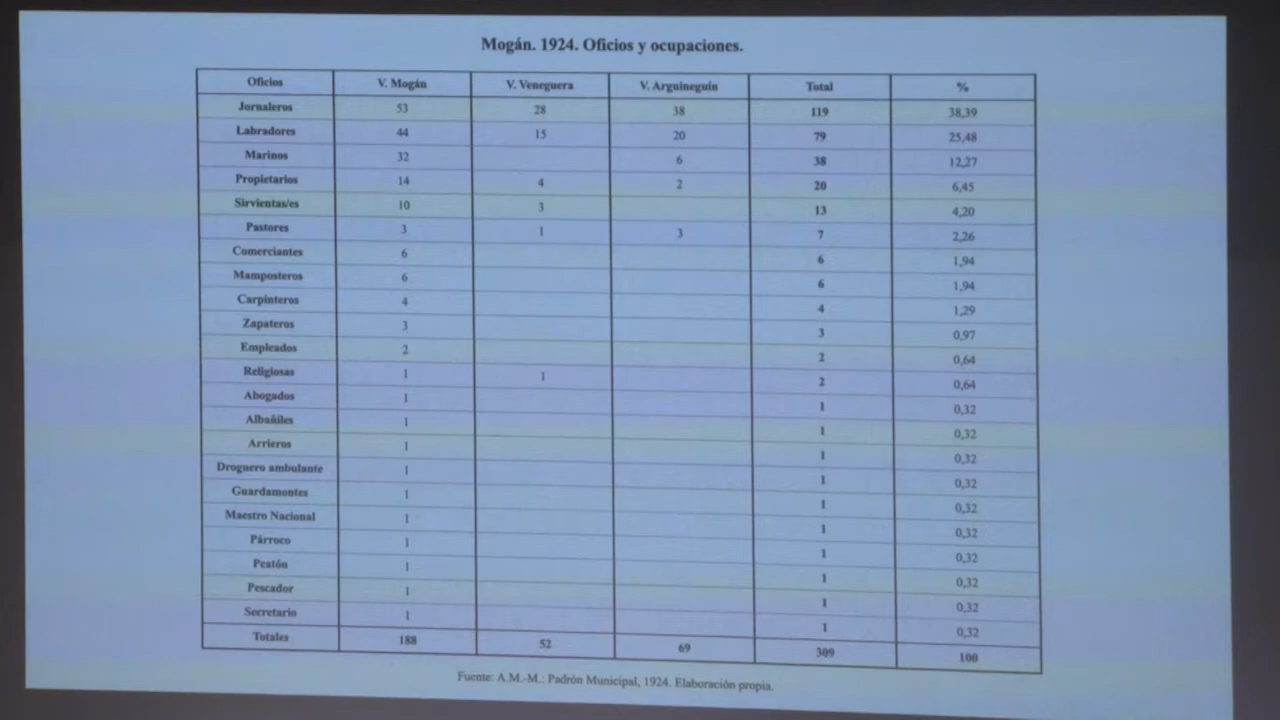 Mogán. 1924. Oficios y ocupaciones.
Oficios V. Mogán V. Veneguera V. Arguineguín Total %
Jornaleros 53 28 38 119 38,39
Labradores 44 15 20 79 25,48
Marinos 32 6 38 12,27
Propietarios 14 4 2 20 6,45
Sirvientas/es 10 3 13 4,20
Pastores 3 1 3 7 2,26
Comerciantes 6 6 1,94
Mamposteros 6 6 1,94
Carpinteros 4 4 1,29
Zapateros 3 3 0,97
Empleados 2 2 0,64
Religiosas 1 1 2 0,64
Abogados 1 1 0,32
Albañiles 1 1 0,32
Arrieros 1 1 0,32
Droguero ambulante 1 1 0,32
Guardamontes 1 1 0,32
Maestro Nacional 1 1 0,32
Párroco 1 1 0,32
Peatón 1 1 0,32
Pescador 1 1 0,32
Secretario 1 1 0,32
Totales 188 52 69 309 100
Fuente: A.M.-M.: Padrón Municipal, 1924. Elaboración propia.